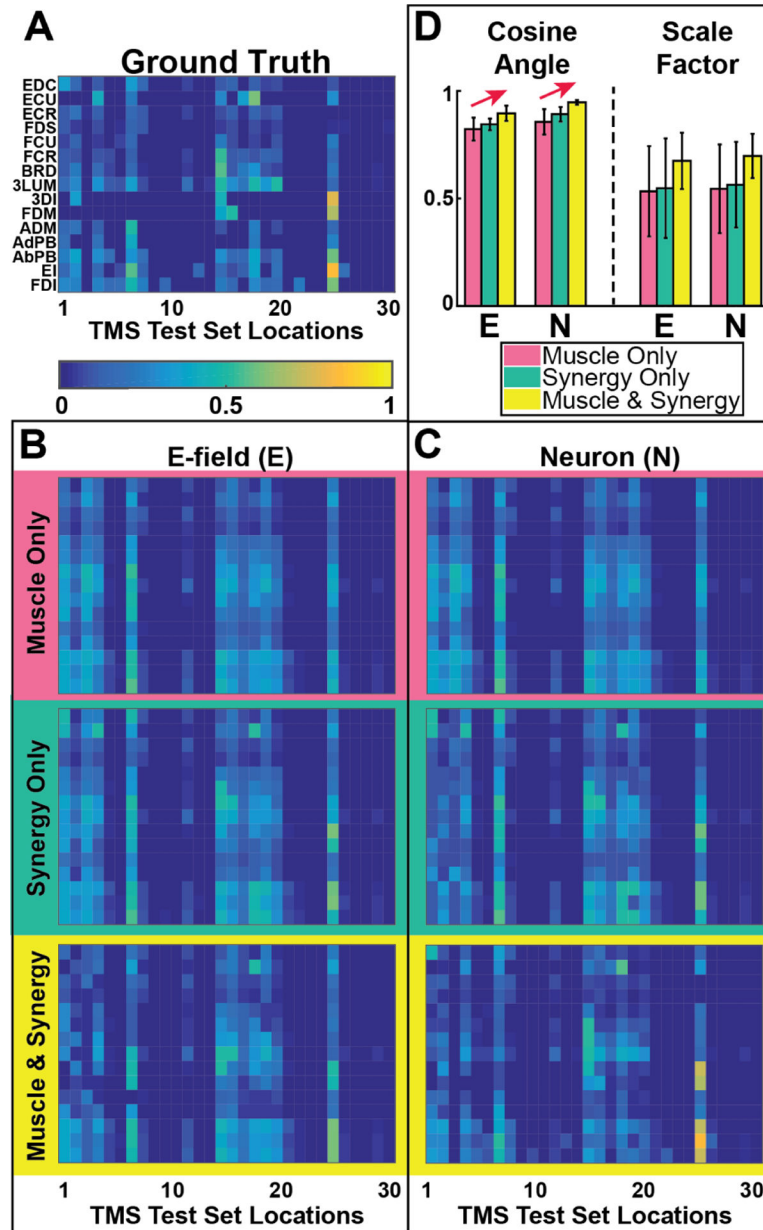 A
Ground Truth
EDC
ECU
ECR
FDS
FCU
FCR
BRD
3LUM
3DI
FDM
ADM
AdPB
AbPB
EI
FDI
1 10 20 30
TMS Test Set Locations
0 0.5 1
D
Cosine Angle
Scale Factor
1
0.5
0
E N E N
Muscle Only
Synergy Only
Muscle & Synergy
B
E-field (E)
Muscle Only
Synergy Only
Muscle & Synergy
1 10 20 30
TMS Test Set Locations
C
Neuron (N)
1 10 20 30
TMS Test Set Locations